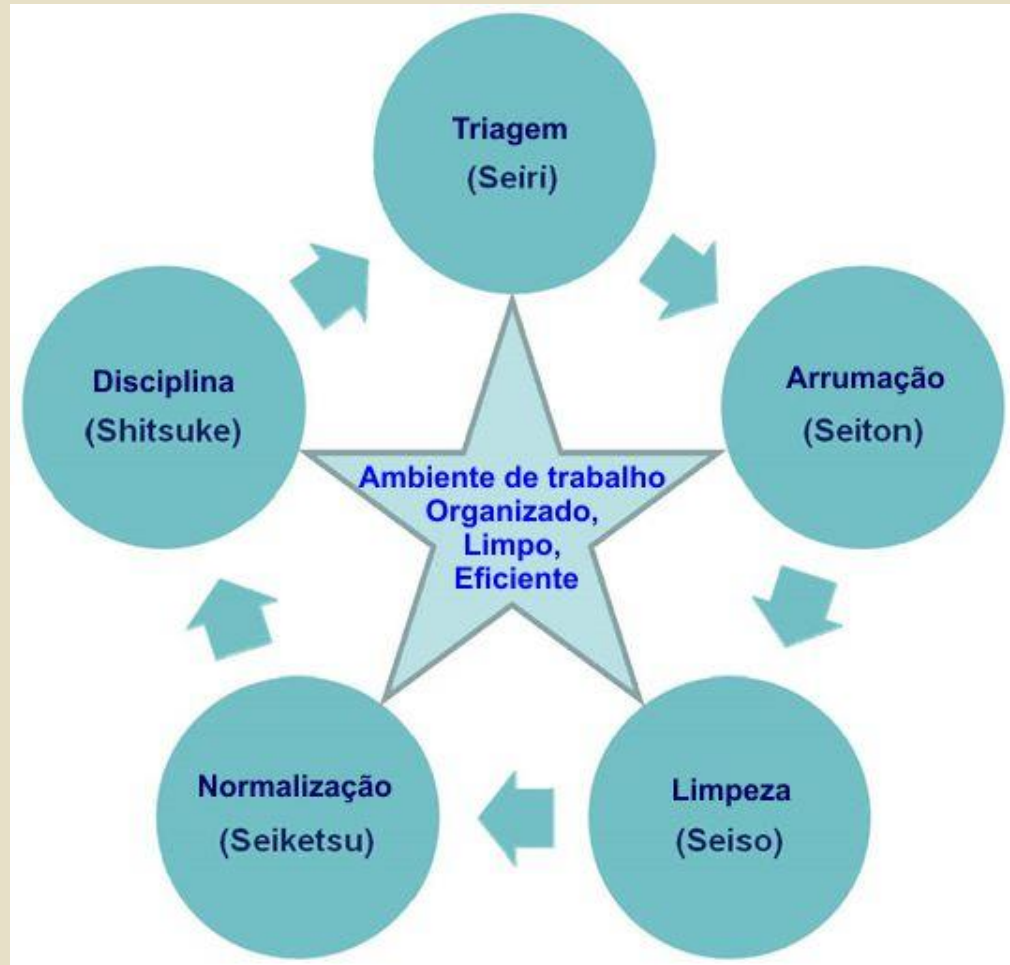 Triagem
(Seiri)
Arrumação
(Seiton)
Limpeza
(Seiso)
Normalização
(Seiketsu)
Disciplina
(Shitsuke)
Ambiente de trabalho
Organizado,
Limpo,
Eficiente